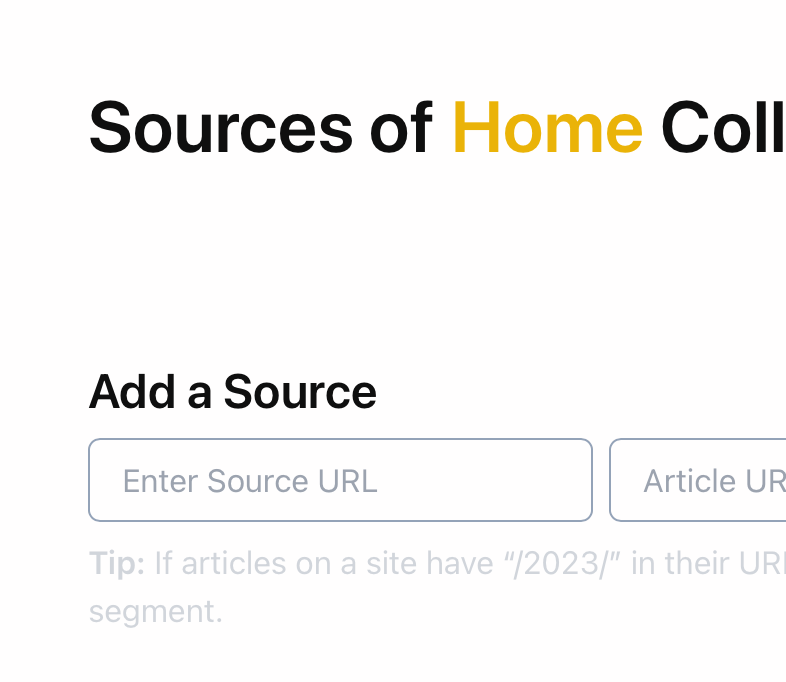 Sources of Home Coll
Add a Source
Enter Source URL
Article UR
Tip: If articles on a site have “/2023/” in their URL
segment.